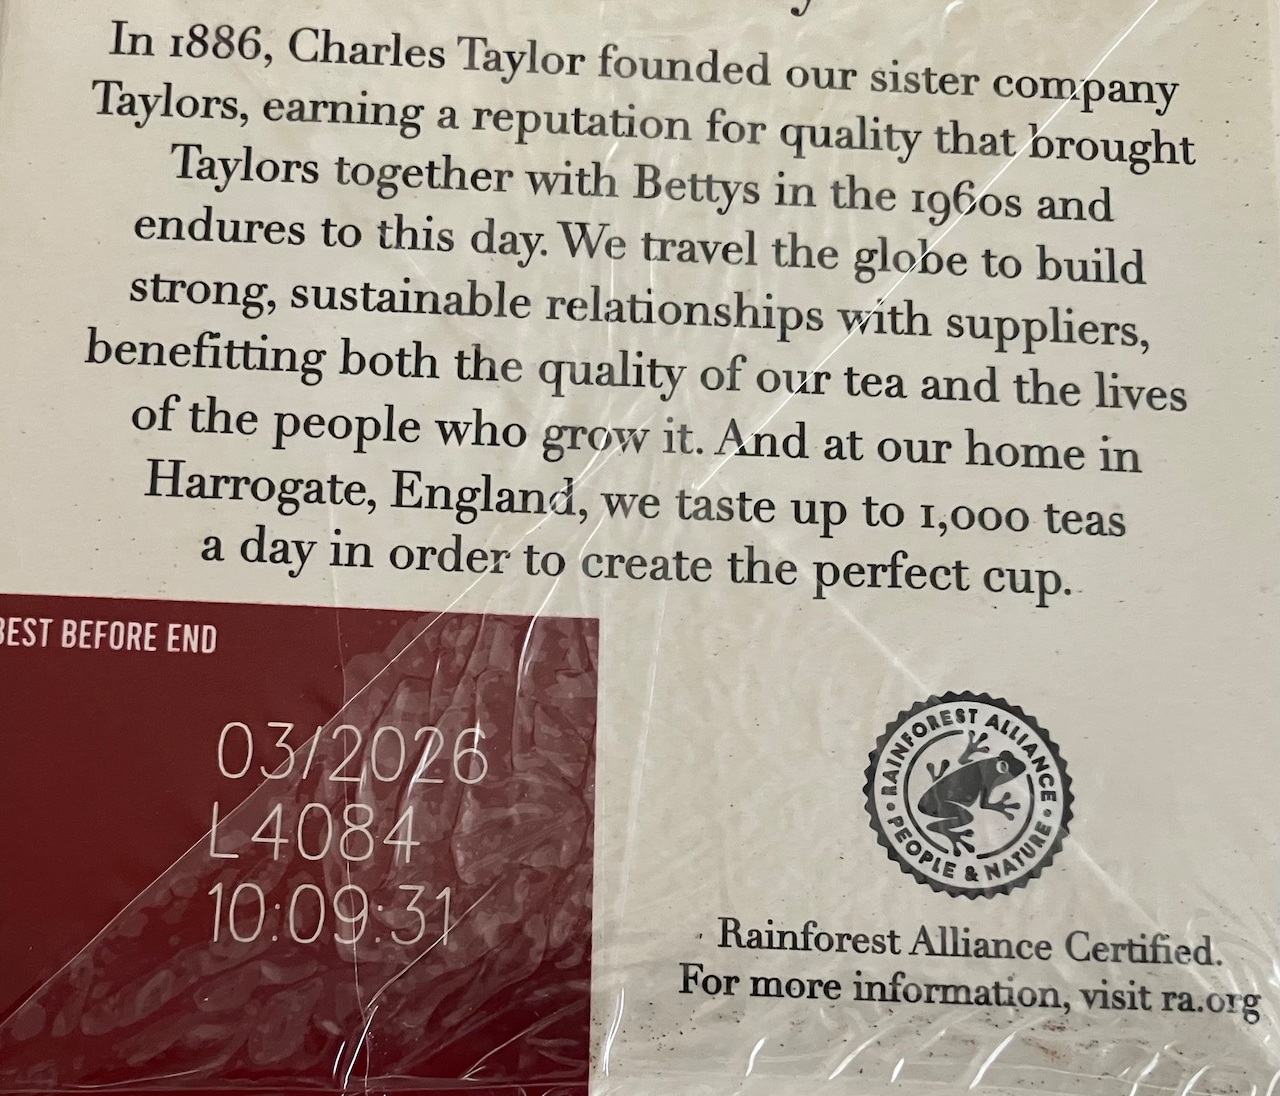 In 1886, Charles Taylor founded our sister company
Taylors, earning a reputation for quality that brought
Taylors together with Bettys in the 1960s and
endures to this day. We travel the globe to build
strong, sustainable relationships with suppliers,
benefitting both the quality of our tea and the lives
of the people who grow it. And at our home in
Harrogate, England, we taste up to 1,000 teas
a day in order to create the perfect cup.
BEST BEFORE END
03/2026
L4084
10:09:31
RAINFOREST ALLIANCE
• PEOPLE & NATURE •
Rainforest Alliance Certified.
For more information, visit ra.org